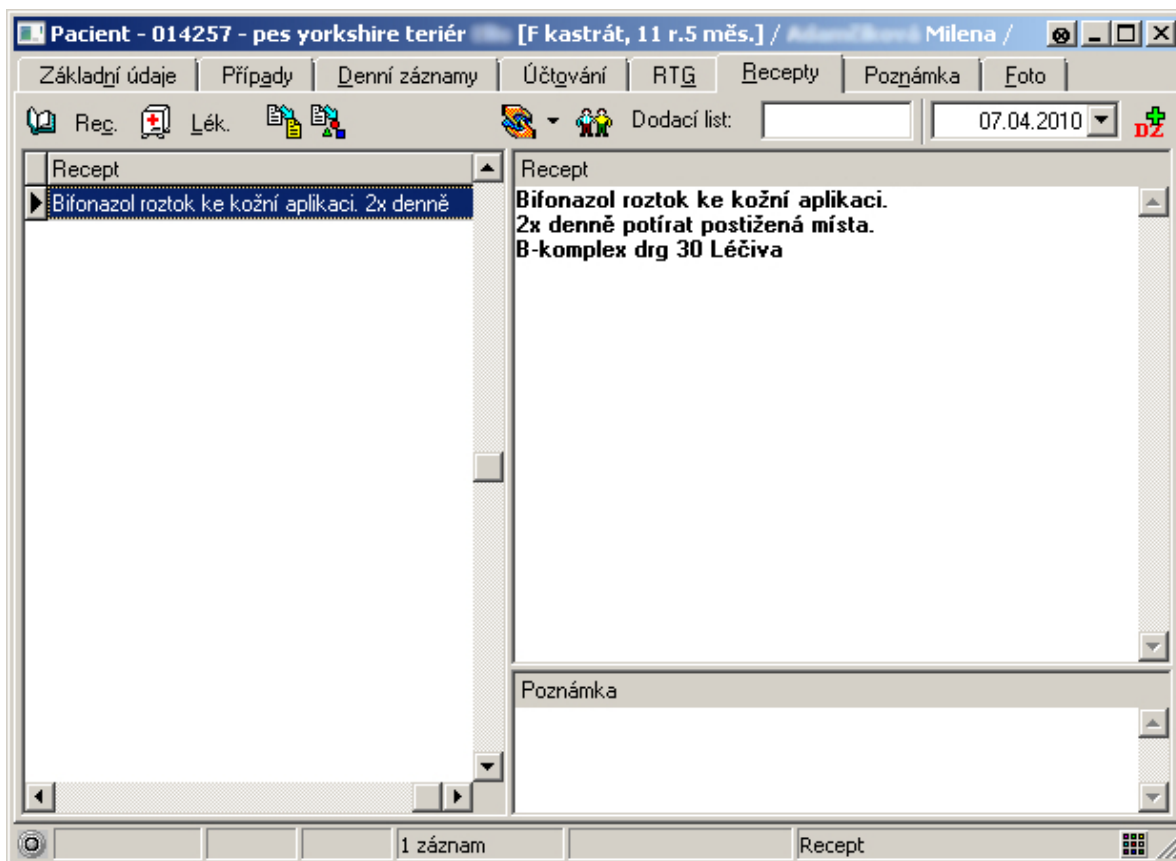 Pacient - 014257 - pes yorkshire teriér [F kastrát, 11 r.5 měs.] / Milena /
Základní údaje Případy Denní záznamy Účtování RTG Recepty Poznámka Foto
Rec. Lék. Dodací list: 07.04.2010 DZ
Recept
Bifonazol roztok ke kožní aplikaci. 2x denně
Recept
Bifonazol roztok ke kožní aplikaci.
2x denně potírat postižená místa.
B-komplex drg 30 Léčiva
Poznámka
1 záznam Recept